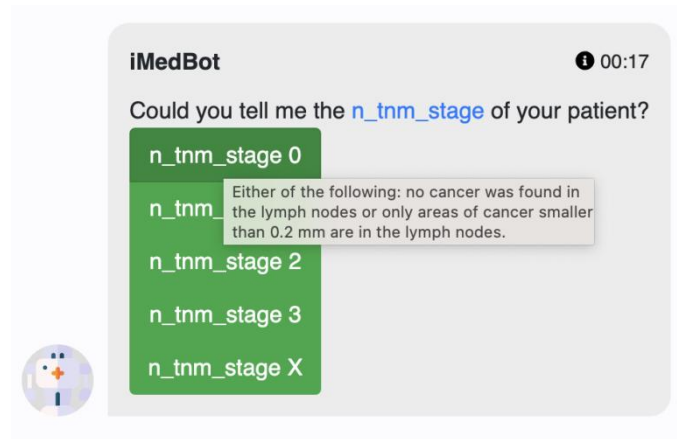 iMedBot
00:17
Could you tell me the n_tnm_stage of your patient?
n_tnm_stage 0
Either of the following: no cancer was found in
n_tnm_
the lymph nodes or only areas of cancer smaller
than 0.2 mm are in the lymph nodes.
n_tnm_stage 2
n_tnm_stage 3
n_tnm_stage X